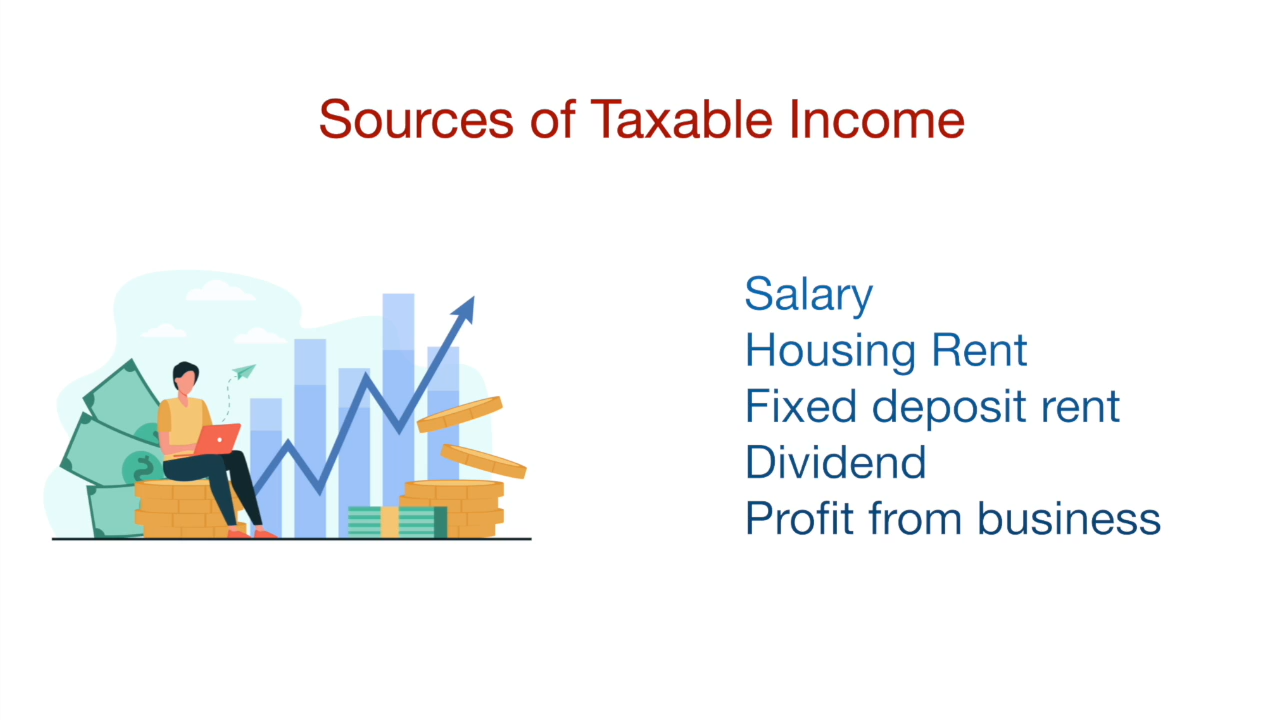 Sources of Taxable Income
Salary
Housing Rent
Fixed deposit rent
Dividend
Profit from business